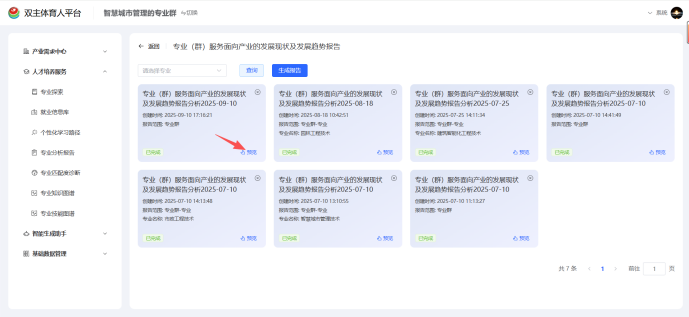 双主体育人平台
智慧城市管理的专业群
切换
系统
产业需求中心
人才培养服务
专业探索
就业信息库
个性化学习路径
专业分析报告
专业匹配度诊断
专业知识图谱
专业技能图谱
智能生成助手
基础数据管理
返回
专业（群）服务面向产业的发展现状及发展趋势报告
请选择专业
查询
生成报告
专业（群）服务面向产业的发展现状
及发展趋势报告分析2025-09-10
创建时间: 2025-09-10 17:16:21
报告范围: 专业群
已完成
预览
专业（群）服务面向产业的发展现状
及发展趋势报告分析2025-08-18
创建时间: 2025-08-18 10:42:51
报告范围: 专业群-专业
专业名称: 园林工程技术
已完成
预览
专业（群）服务面向产业的发展现状
及发展趋势报告分析2025-07-25
创建时间: 2025-07-25 14:11:34
报告范围: 专业群-专业
专业名称: 建筑智能化工程技术
已完成
预览
专业（群）服务面向产业的发展现状
及发展趋势报告分析2025-07-10
创建时间: 2025-07-10 14:41:49
报告范围: 专业群
已完成
预览
专业（群）服务面向产业的发展现状
及发展趋势报告分析2025-07-10
创建时间: 2025-07-10 14:13:48
报告范围: 专业群-专业
专业名称: 市政工程技术
已完成
预览
专业（群）服务面向产业的发展现状
及发展趋势报告分析2025-07-10
创建时间: 2025-07-10 13:10:55
报告范围: 专业群-专业
专业名称: 智慧城市管理技术
已完成
预览
专业（群）服务面向产业的发展现状
及发展趋势报告分析2025-07-10
创建时间: 2025-07-10 11:13:27
报告范围: 专业群
已完成
预览
共 7 条
1
前往
1
页